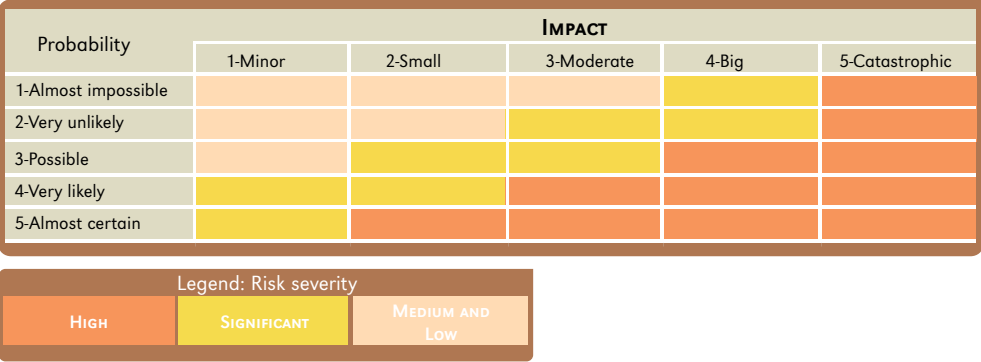 Probability
IMPACT
1-Minor 2-Small 3-Moderate 4-Big 5-Catastrophic
1-Almost impossible
2-Very unlikely
3-Possible
4-Very likely
5-Almost certain
Legend: Risk severity
HIGH
SIGNIFICANT
MEDIUM AND
LOW